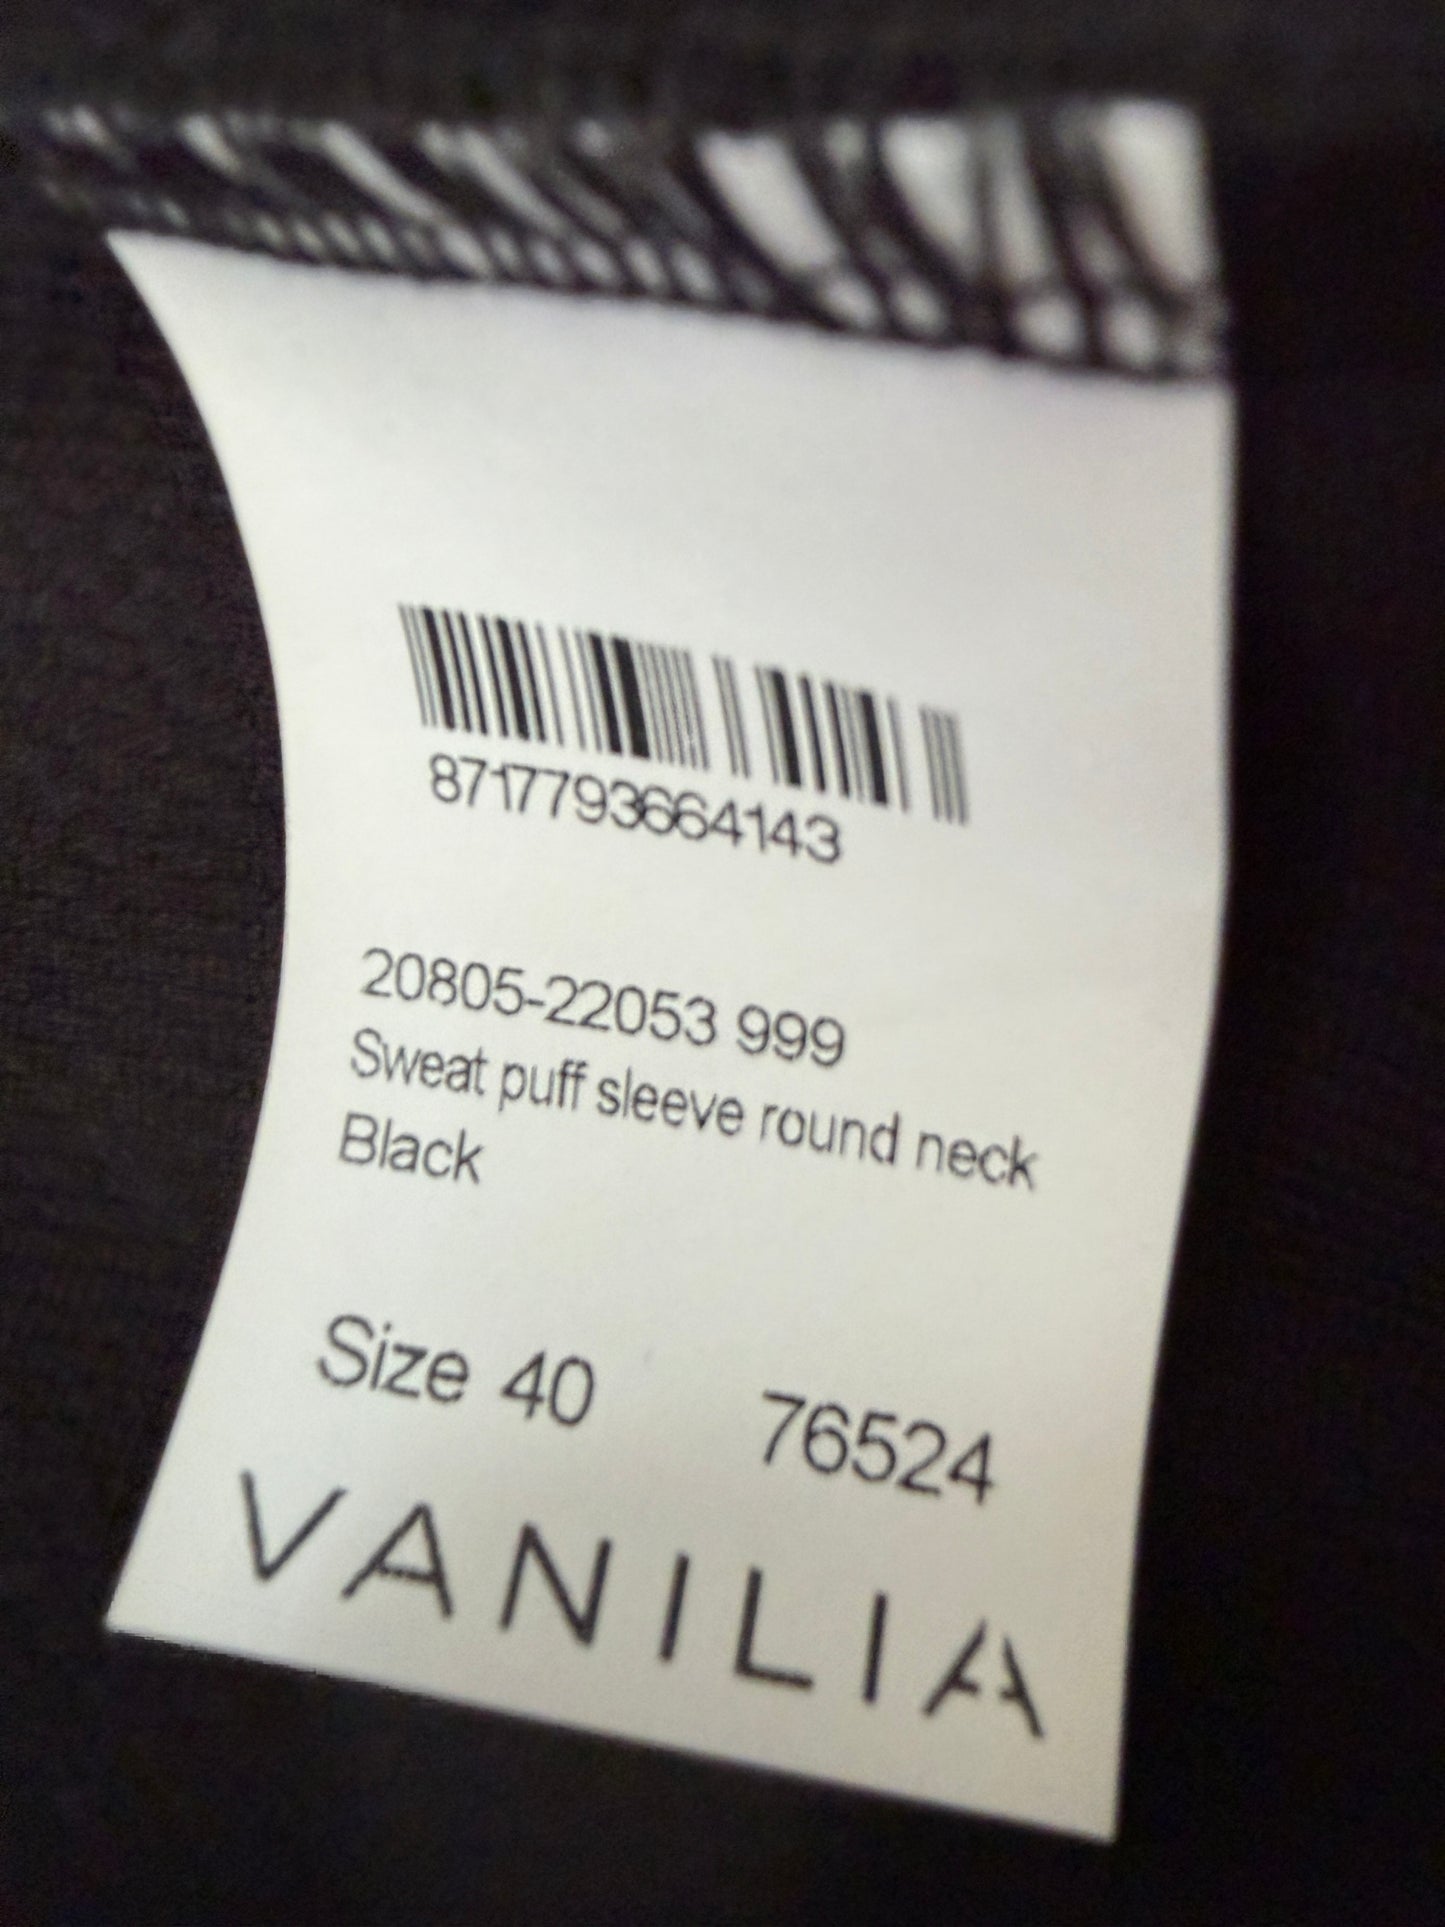 8717793664143
20805-22053 999
Sweat puff sleeve round neck
Black
Size 40 76524
VANILIA